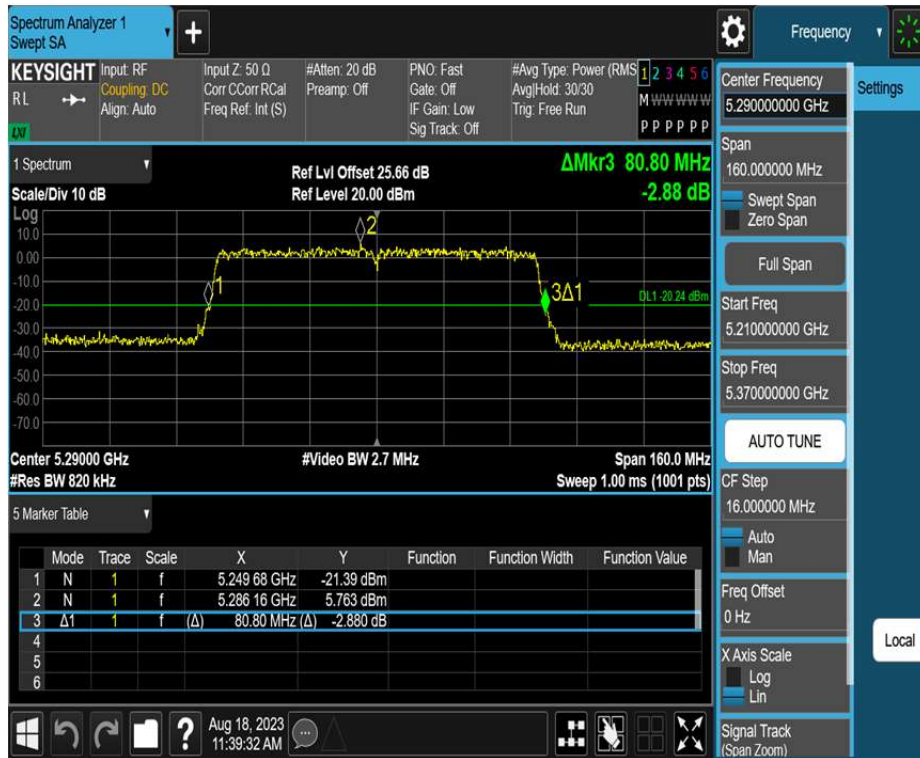 Spectrum Analyzer 1
Swept SA
+
Frequency
KEYSIGHT
RL
LXI
Input: RF
Coupling: DC
Align: Auto
Input Z: 50 Ω
Corr CCorr RCal
Freq Ref: Int (S)
#Atten: 20 dB
Preamp: Off
PNO: Fast
Gate: Off
IF Gain: Low
Sig Track: Off
#Avg Type: Power (RMS
Avg|Hold: 30/30
Trig: Free Run
1 2 3 4 5 6
M W W W W W
P P P P P P
1 Spectrum
Scale/Div 10 dB
Ref Lvl Offset 25.66 dB
Ref Level 20.00 dBm
ΔMkr3 80.80 MHz
-2.88 dB
Log
10.0
0.00
-10.0
-20.0
-30.0
-40.0
-50.0
-60.0
-70.0
2
1
3Δ1
DL1 -20.24 dBm
Center 5.29000 GHz
#Video BW 2.7 MHz
Span 160.0 MHz
#Res BW 820 kHz
Sweep 1.00 ms (1001 pts)
5 Marker Table
Mode Trace Scale X Y Function Function Width Function Value
1 N 1 f 5.249 68 GHz -21.39 dBm
2 N 1 f 5.286 16 GHz 5.763 dBm
3 Δ1 1 f (Δ) 80.80 MHz (Δ) -2.880 dB
4
5
6
?
Aug 18, 2023
11:39:32 AM
Center Frequency
5.290000000 GHz
Span
160.000000 MHz
Swept Span
Zero Span
Full Span
Start Freq
5.210000000 GHz
Stop Freq
5.370000000 GHz
AUTO TUNE
CF Step
16.000000 MHz
Auto
Man
Freq Offset
0 Hz
X Axis Scale
Log
Lin
Signal Track
(Span Zoom)
Settings
Local